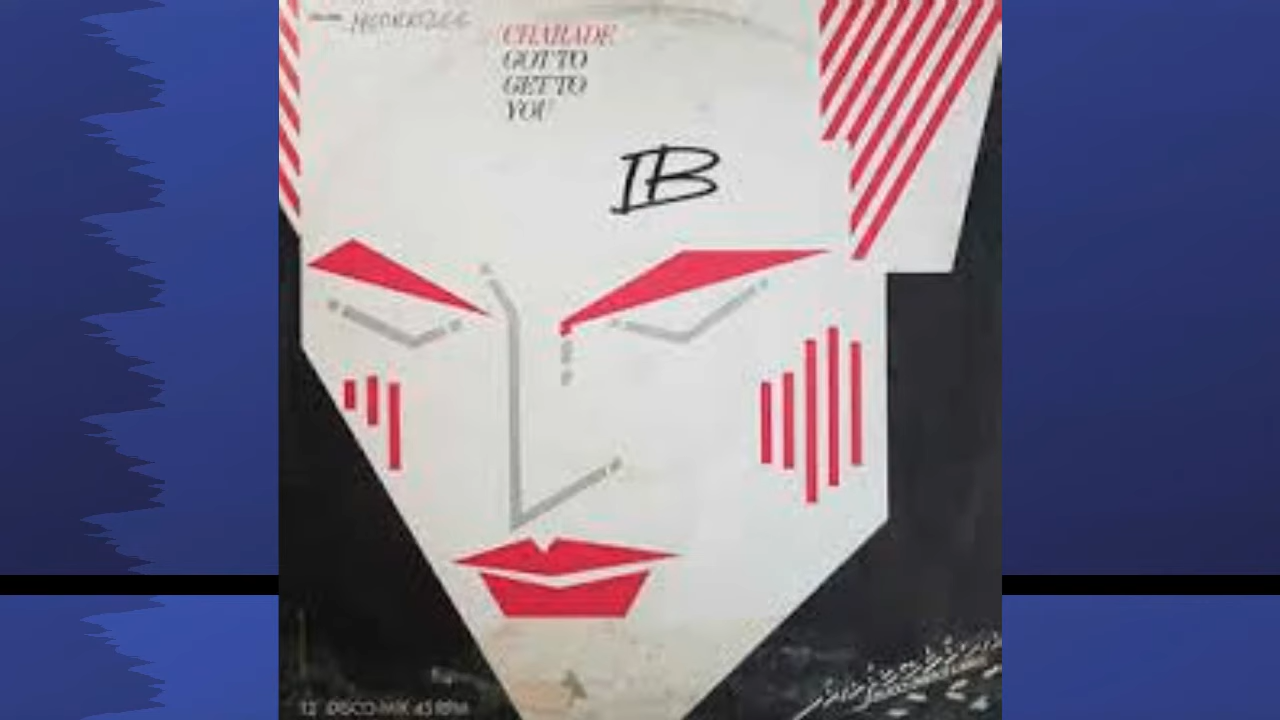 CHARADE
GOT TO
GET TO
YOU
IB
12" DISCO-MIX 45 RPM